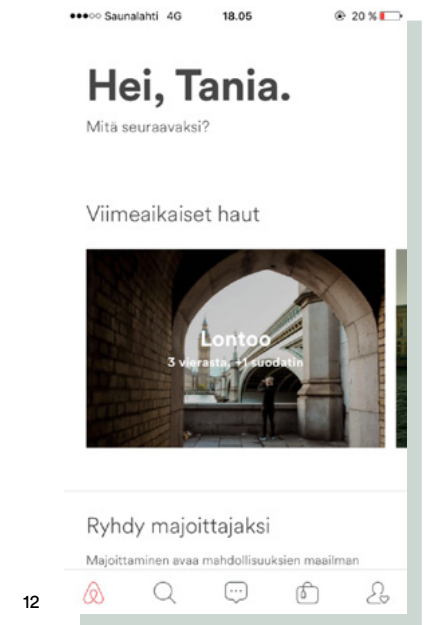 Saunalahti 4G 18.05 20 %
Hei, Tania.
Mitä seuraavaksi?
Viimeaikaiset haut
Lontoo
3 vierasta, +1 suodatin
Ryhdy majoittajaksi
Majoittaminen avaa mahdollisuuksien maailman
12